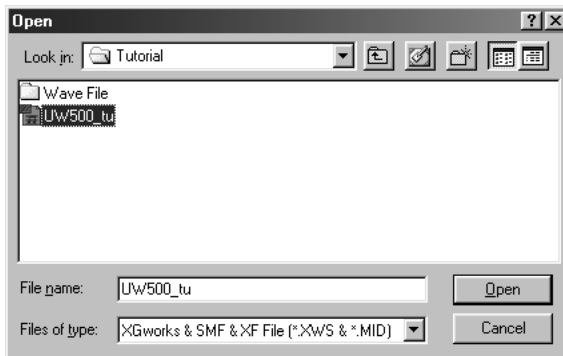 Open
Look in: Tutorial
Wave File
UW500_tu
File name: UW500_tu Open
Files of type: XGworks & SMF & XF File (*.XWS & *.MID) Cancel